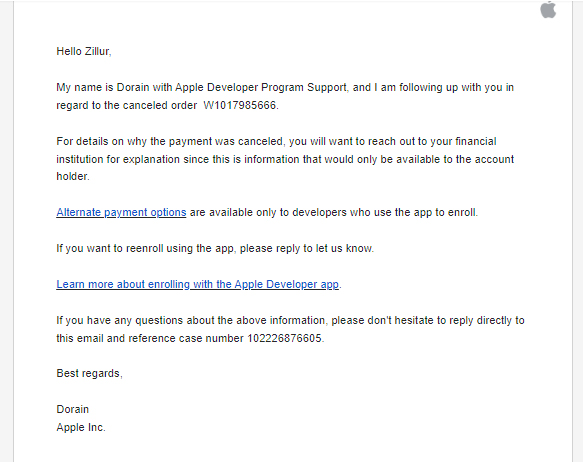 Hello Zillur,
My name is Dorain with Apple Developer Program Support, and I am following up with you in
regard to the canceled order  W1017985666.
For details on why the payment was canceled, you will want to reach out to your financial
institution for explanation since this is information that would only be available to the account
holder.
Alternate payment options are available only to developers who use the app to enroll.
If you want to reenroll using the app, please reply to let us know.
Learn more about enrolling with the Apple Developer app.
If you have any questions about the above information, please don't hesitate to reply directly to
this email and reference case number 102226876605.
Best regards,
Dorain
Apple Inc.